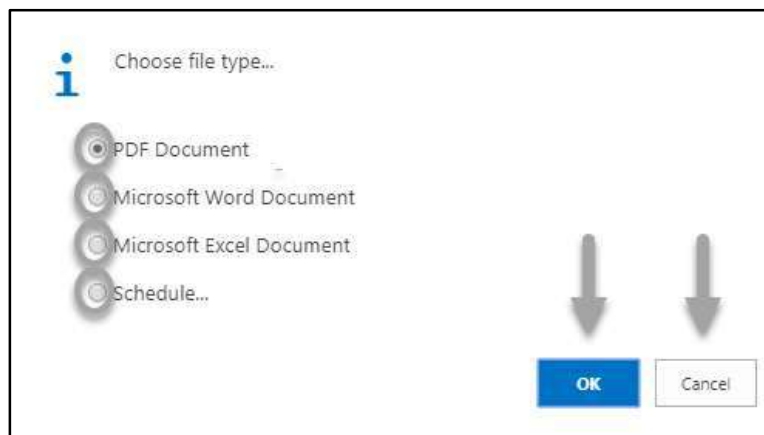 Choose file type...
PDF Document
Microsoft Word Document
Microsoft Excel Document
Schedule...
OK Cancel